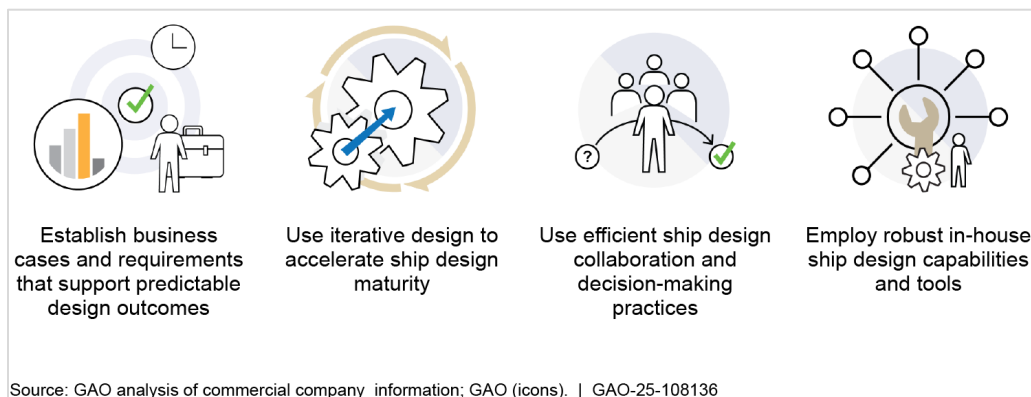 ?
Establish business
cases and requirements
that support predictable
design outcomes
Use iterative design to
accelerate ship design
maturity
Use efficient ship design
collaboration and
decision-making
practices
Employ robust in-house
ship design capabilities
and tools
Source: GAO analysis of commercial company information; GAO (icons). | GAO-25-108136